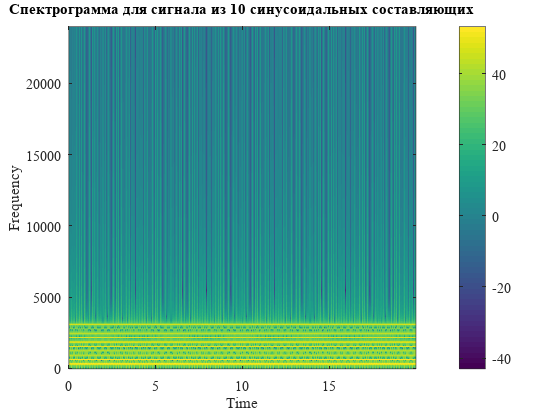 Спектрограмма для сигнала из 10 синусоидальных составляющих
Frequency
20000
15000
10000
5000
0
0 5 10 15
Time
40
20
0
-20
-40